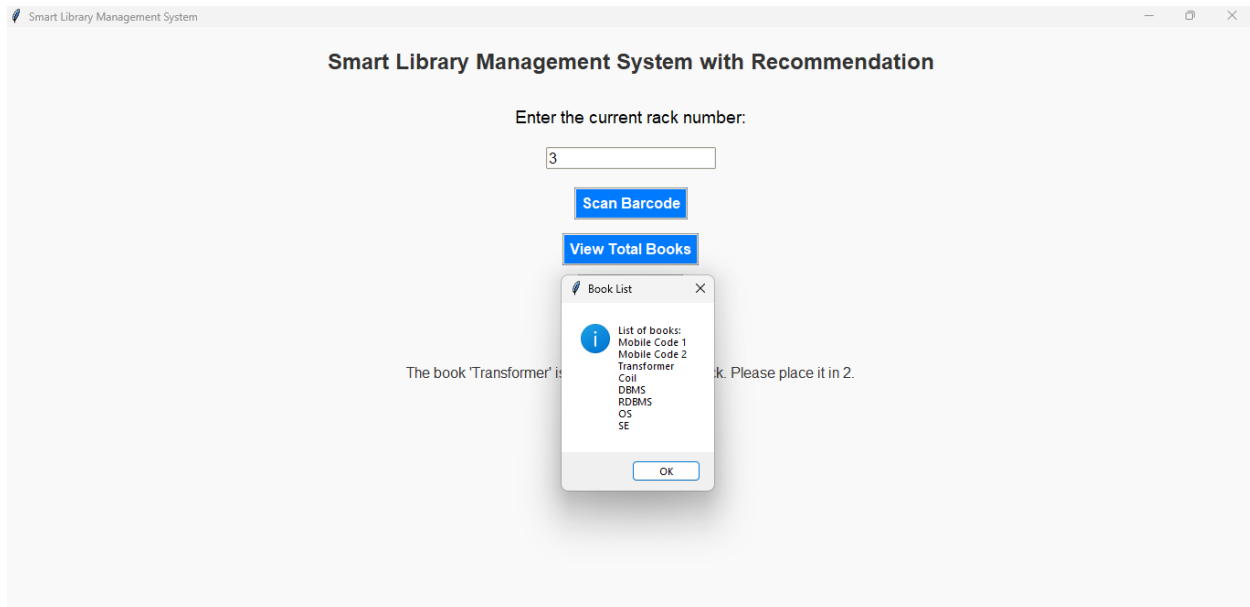 Smart Library Management System
Smart Library Management System with Recommendation
Enter the current rack number:
3
Scan Barcode
View Total Books
Book List
List of books:
Mobile Code 1
Mobile Code 2
Transformer
Coil
DBMS
RDBMS
OS
SE
OK
The book 'Transformer' is k. Please place it in 2.